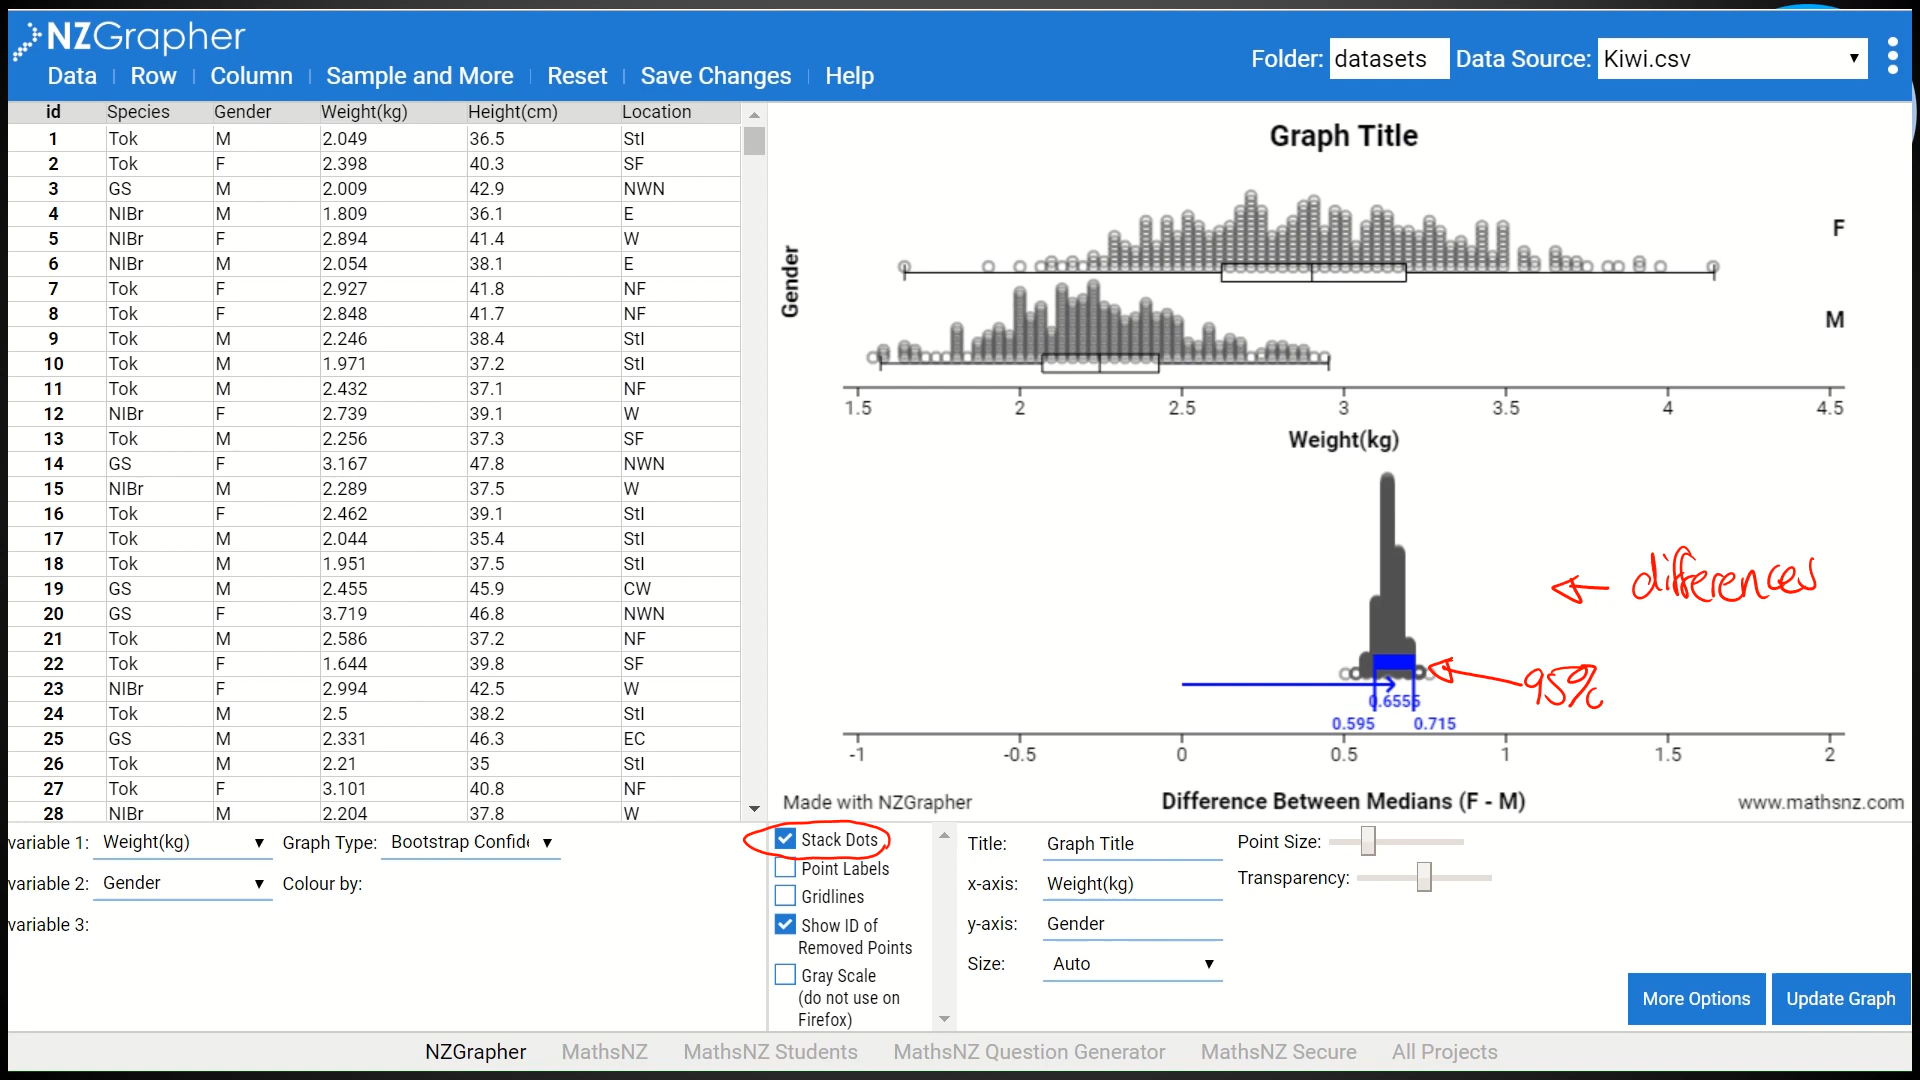 NZGrapher
Data Row Column Sample and More Reset Save Changes Help
Folder: datasets Data Source: Kiwi.csv
id Species Gender Weight(kg) Height(cm) Location
1 Tok M 2.049 36.5 StI
2 Tok F 2.398 40.3 SF
3 GS M 2.009 42.9 NWN
4 NIBr M 1.809 36.1 E
5 NIBr F 2.894 41.4 W
6 NIBr M 2.054 38.1 E
7 Tok F 2.927 41.8 NF
8 Tok F 2.848 41.7 NF
9 Tok M 2.246 38.4 StI
10 Tok M 1.971 37.2 StI
11 Tok M 2.432 37.1 NF
12 NIBr F 2.739 39.1 W
13 Tok M 2.256 37.3 SF
14 GS F 3.167 47.8 NWN
15 NIBr M 2.289 37.5 W
16 Tok F 2.462 39.1 StI
17 Tok M 2.044 35.4 StI
18 Tok M 1.951 37.5 StI
19 GS M 2.455 45.9 CW
20 GS F 3.719 46.8 NWN
21 Tok M 2.586 37.2 NF
22 Tok F 1.644 39.8 SF
23 NIBr F 2.994 42.5 W
24 Tok M 2.5 38.2 StI
25 GS M 2.331 46.3 EC
26 Tok M 2.21 35 StI
27 Tok F 3.101 40.8 NF
28 NIBr M 2.204 37.8 W
Graph Title
Gender
F
M
1.5 2 2.5 3 3.5 4 4.5
Weight(kg)
differences
95%
0.6555
0.595 0.715
-1 -0.5 0 0.5 1 1.5 2
Made with NZGrapher Difference Between Medians (F - M) www.mathsnz.com
variable 1: Weight(kg) Graph Type: Bootstrap Confid
variable 2: Gender Colour by:
variable 3:
Stack Dots
Point Labels
Gridlines
Show ID of
Removed Points
Gray Scale
(do not use on
Firefox)
Title: Graph Title
x-axis: Weight(kg)
y-axis: Gender
Size: Auto
Point Size:
Transparency:
More Options Update Graph
NZGrapher MathsNZ MathsNZ Students MathsNZ Question Generator MathsNZ Secure All Projects